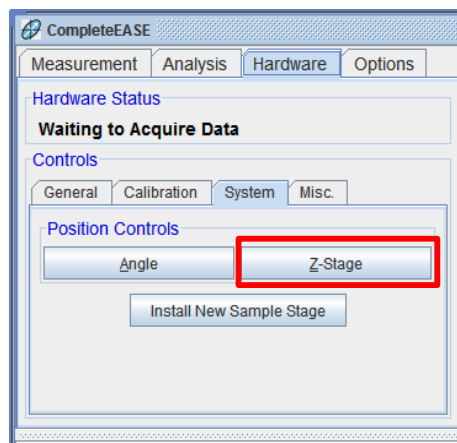 CompleteEASE
Measurement Analysis Hardware Options
Hardware Status
Waiting to Acquire Data
Controls
General Calibration System Misc.
Position Controls
Angle Z-Stage
Install New Sample Stage